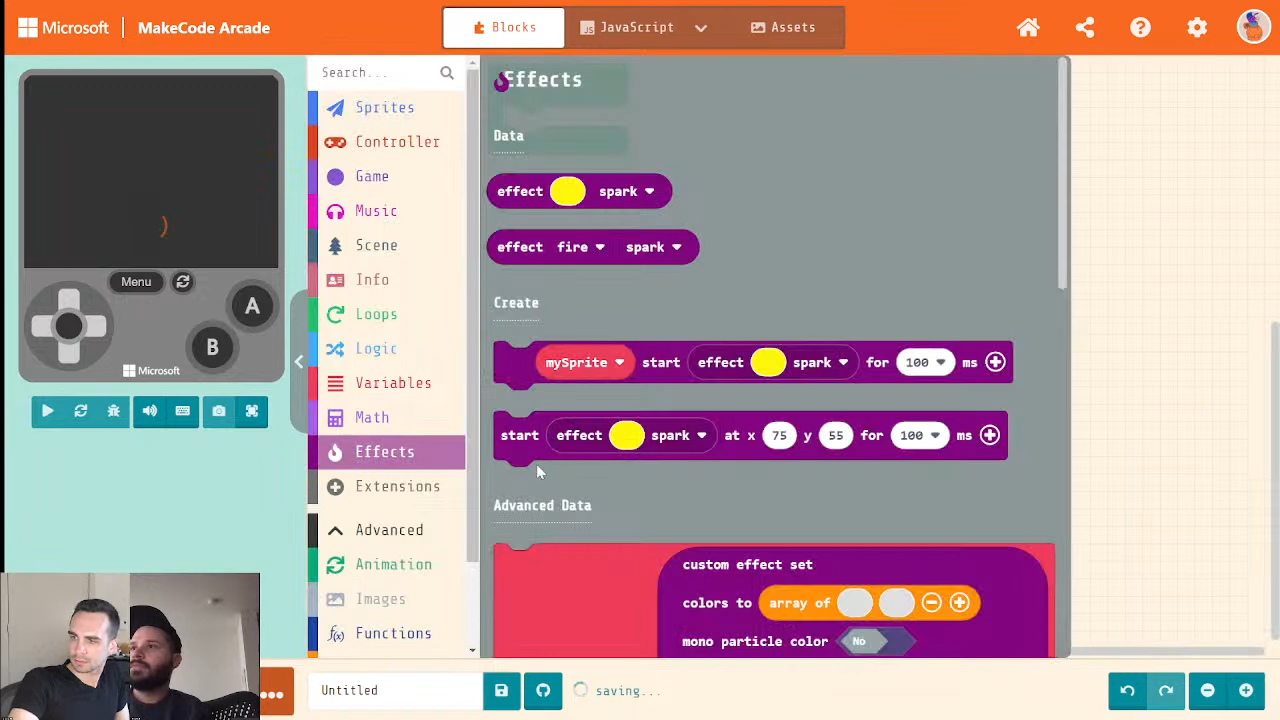 Microsoft | MakeCode Arcade
Blocks
JavaScript
Assets
Search...
Sprites
Controller
Game
Music
Scene
Info
Loops
Logic
Variables
Math
Effects
Extensions
Advanced
Animation
Images
Functions
Menu
A
B
Microsoft
Effects
Data
effect spark
effect fire spark
Create
mySprite start effect spark for 100 ms
start effect spark at x 75 y 55 for 100 ms
Advanced Data
custom effect set
colors to array of
mono particle color No
Untitled
saving...